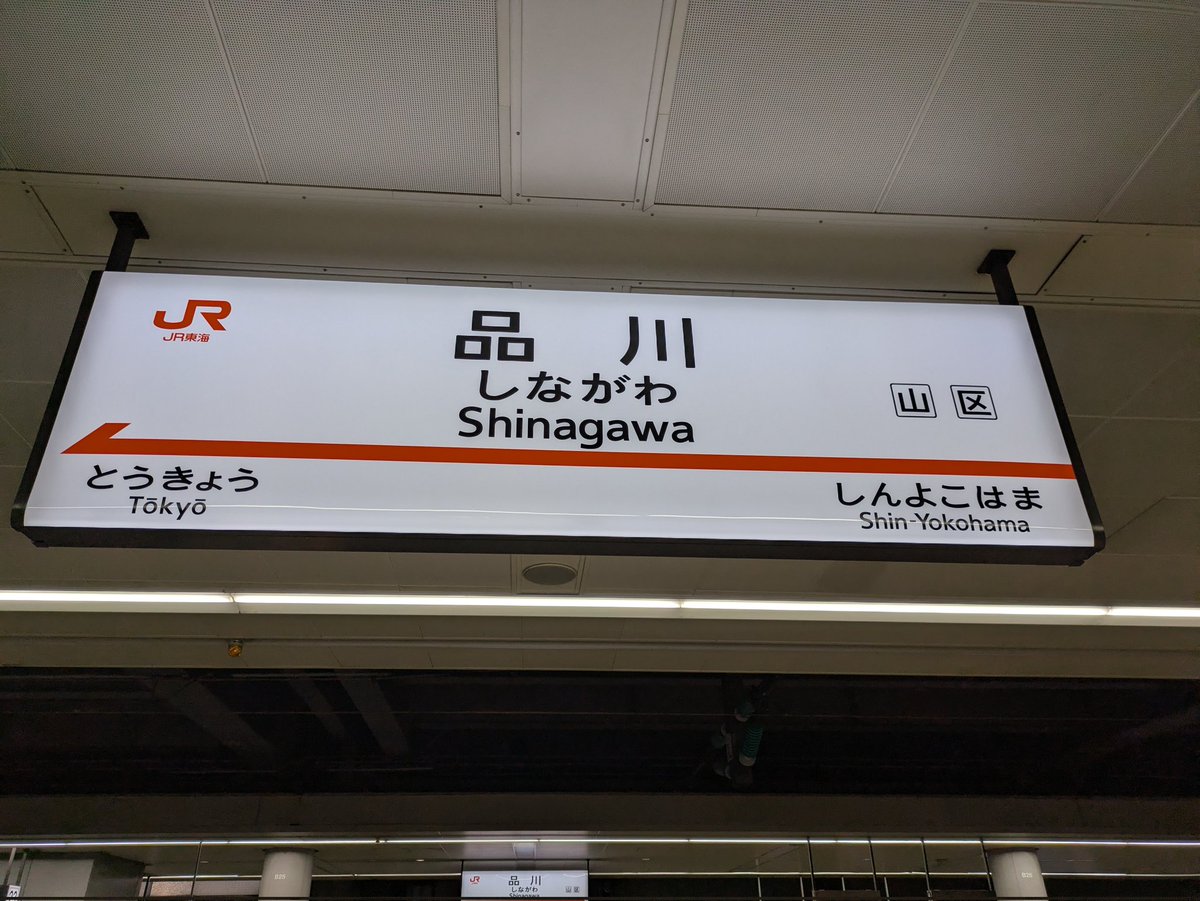 JR
JR東海
品川
しながわ
Shinagawa
山 区
とうきょう
Tōkyō
しんよこはま
Shin-Yokohama
品川
しながわ
Shinagawa